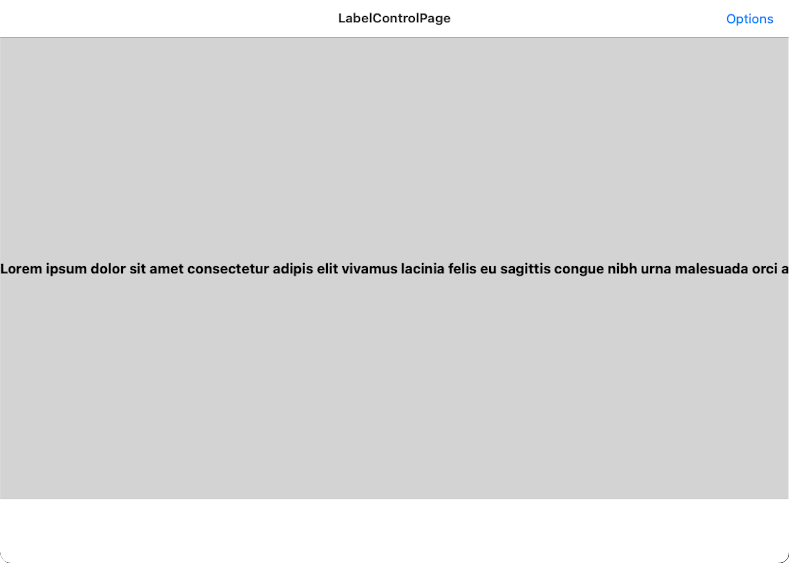 LabelControlPage
Options
Lorem ipsum dolor sit amet consectetur adipis elit vivamus lacinia felis eu sagittis congue nibh urna malesuada orci a